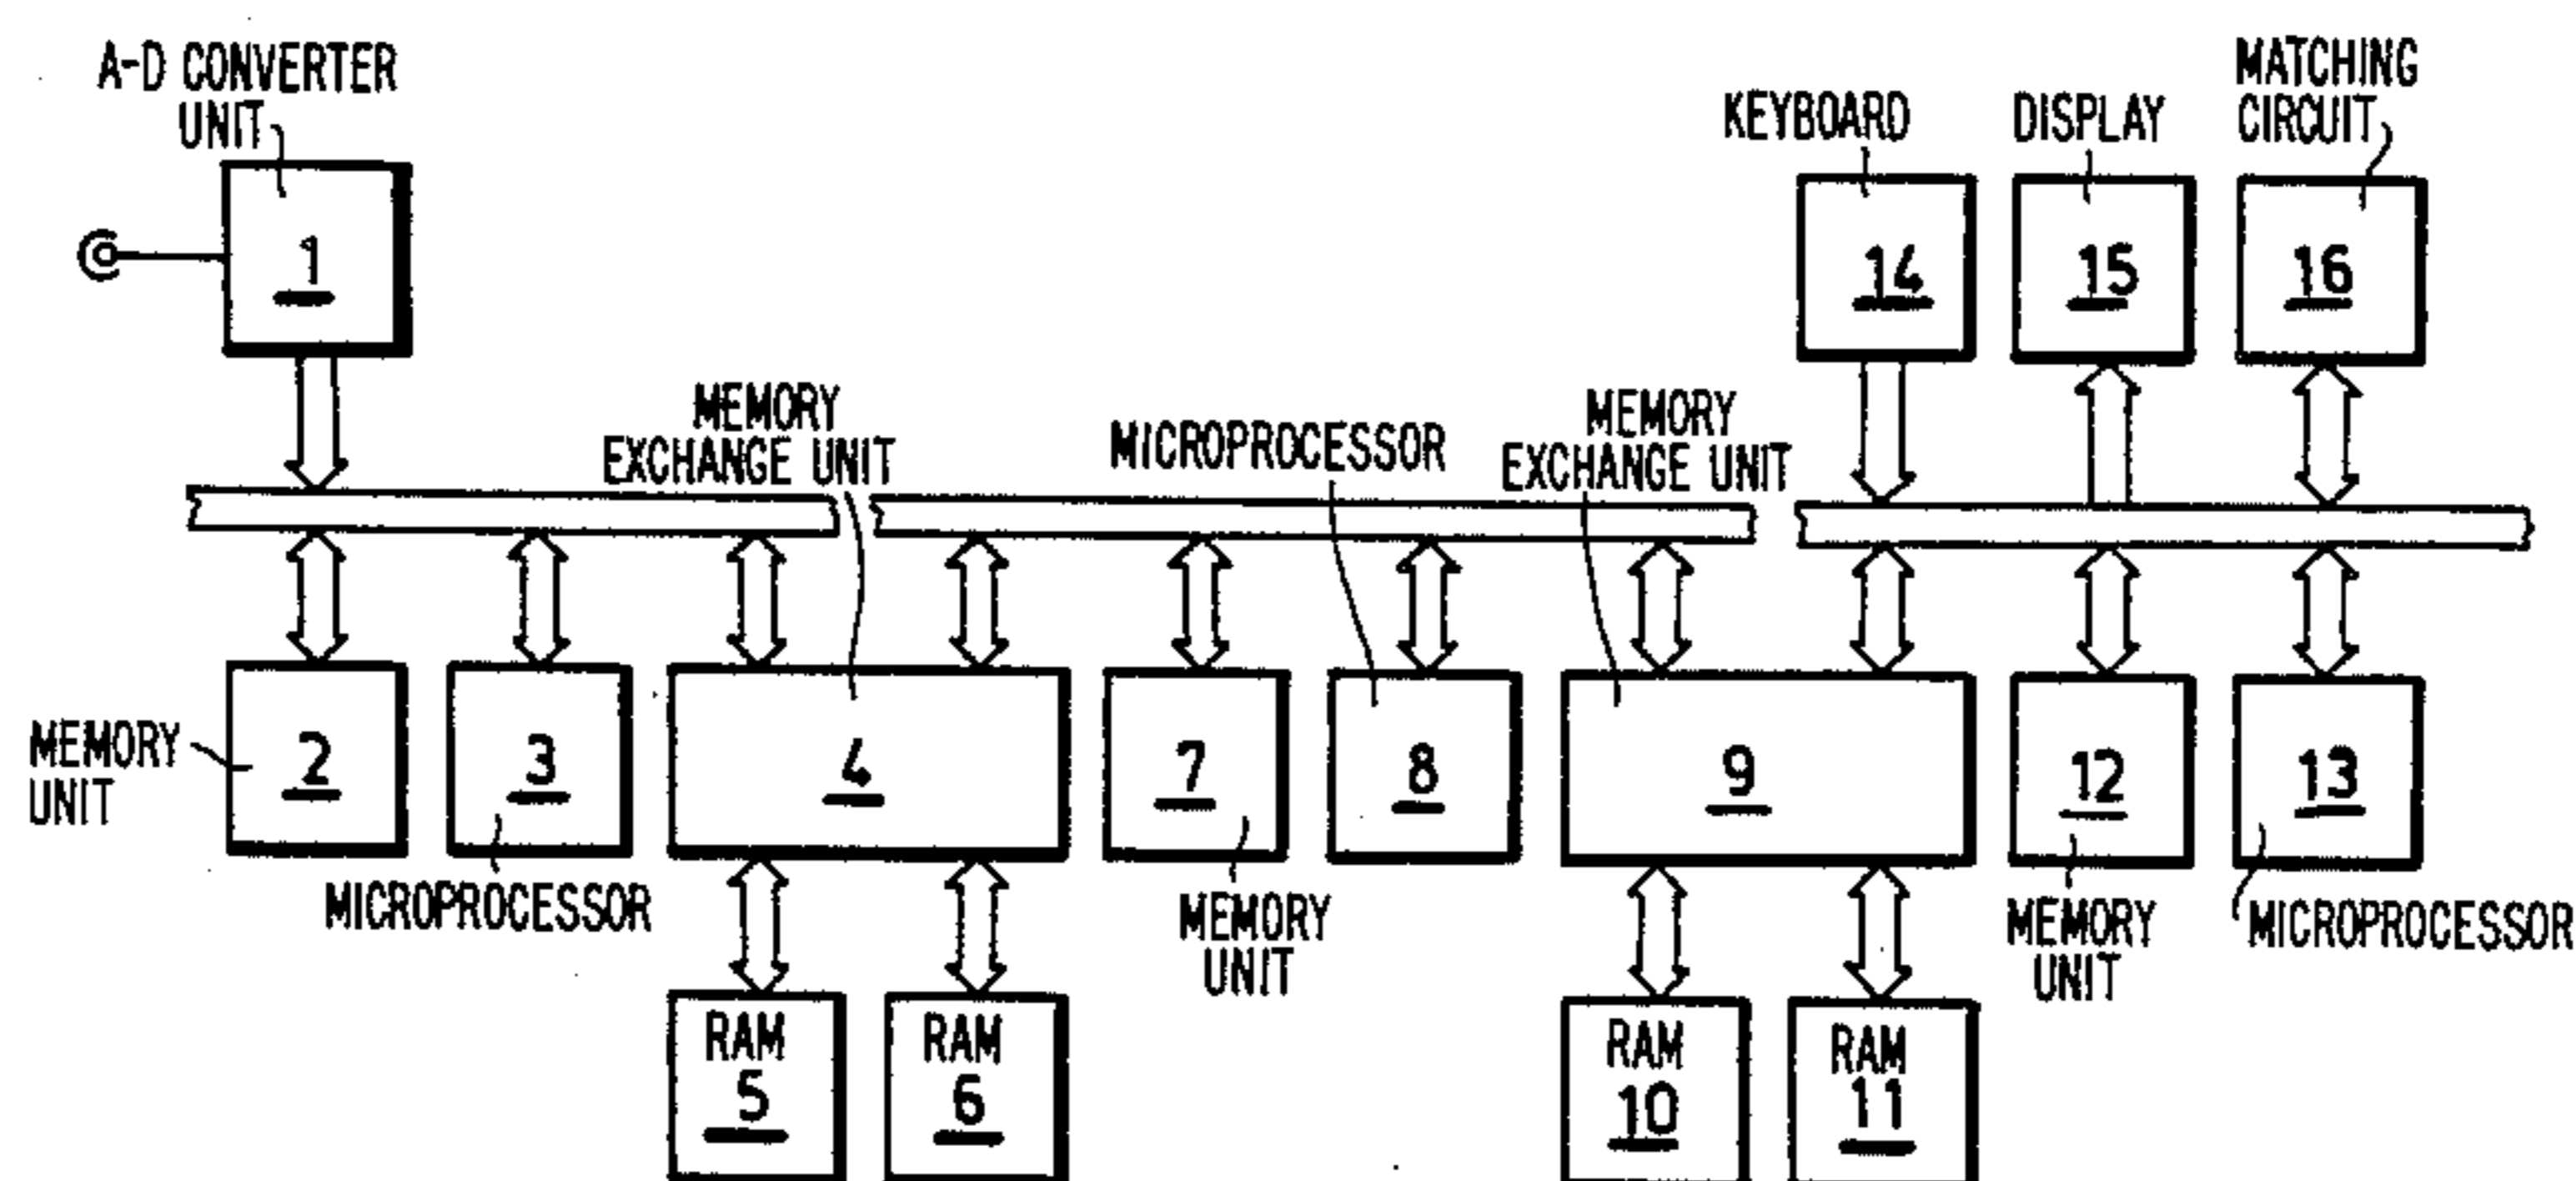 A-D CONVERTER
UNIT
1
KEYBOARD
14
DISPLAY
15
MATCHING
CIRCUIT
16
MEMORY
EXCHANGE UNIT
MICROPROCESSOR
MEMORY
EXCHANGE UNIT
MEMORY
UNIT
2
3
MICROPROCESSOR
4
7
MEMORY
UNIT
8
9
12
MEMORY
UNIT
13
MICROPROCESSOR
RAM
5
RAM
6
RAM
10
RAM
11